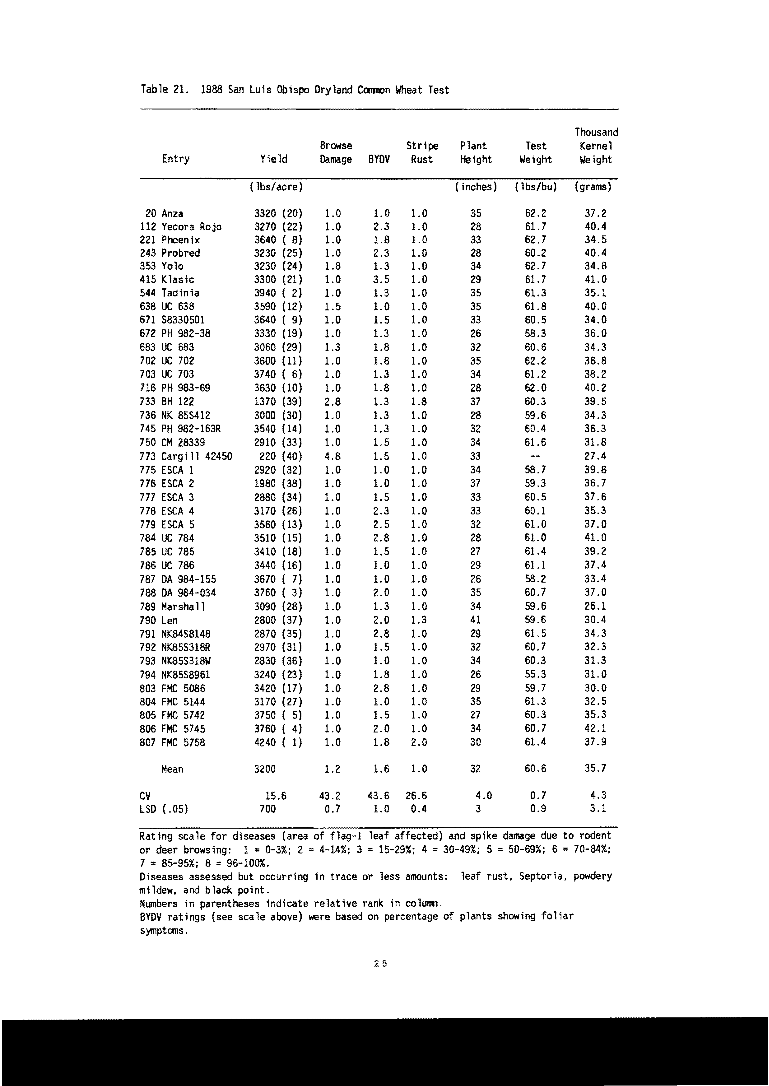 Table 21. 1988 San Luis Obispo Dryland Common Wheat Test
Thousand
Browse Stripe Plant Test Kernel
Entry Yield Damage BYDV Rust Height Weight Weight
(lbs/acre) (inches) (lbs/bu) (grams)
20 Anza 3320 (20) 1.0 1.0 1.0 35 62.2 37.2
112 Yecora Rojo 3270 (22) 1.0 2.3 1.0 28 61.7 40.4
221 Phoenix 3640 ( 8) 1.0 1.8 1.0 33 62.7 34.5
243 Probred 3230 (25) 1.0 2.3 1.0 28 60.2 40.4
353 Yolo 3230 (24) 1.8 1.3 1.0 34 62.7 34.8
415 Klasic 3300 (21) 1.0 3.5 1.0 29 61.7 41.0
544 Tadinia 3940 ( 2) 1.0 1.3 1.0 35 61.3 35.1
638 UC 638 3590 (12) 1.5 1.0 1.0 35 61.8 40.0
671 S8330501 3640 ( 9) 1.0 1.5 1.0 33 60.5 34.0
672 PH 982-38 3330 (19) 1.0 1.3 1.0 26 58.3 36.0
683 UC 683 3060 (29) 1.3 1.8 1.0 32 60.6 34.3
702 UC 702 3600 (11) 1.0 1.8 1.0 35 62.2 36.8
703 UC 703 3740 ( 6) 1.0 1.3 1.0 34 61.2 38.2
716 PH 983-69 3630 (10) 1.0 1.8 1.0 28 62.0 40.2
733 BH 122 1370 (39) 2.8 1.3 1.8 37 60.3 39.5
736 NK 85S412 3000 (30) 1.0 1.3 1.0 28 59.6 34.3
745 PH 982-163R 3540 (14) 1.0 1.3 1.0 32 60.4 36.3
750 CM 28339 2910 (33) 1.0 1.5 1.0 34 61.6 31.8
773 Cargill 42450 220 (40) 4.8 1.5 1.0 33 -- 27.4
775 ESCA 1 2920 (32) 1.0 1.0 1.0 34 58.7 39.8
776 ESCA 2 1980 (38) 1.0 1.0 1.0 37 59.3 36.7
777 ESCA 3 2880 (34) 1.0 1.5 1.0 33 60.5 37.6
778 ESCA 4 3170 (26) 1.0 2.3 1.0 33 60.1 35.3
779 ESCA 5 3560 (13) 1.0 2.5 1.0 32 61.0 37.0
784 UC 784 3510 (15) 1.0 2.8 1.0 28 61.0 41.0
785 UC 785 3410 (18) 1.0 1.5 1.0 27 61.4 39.2
786 UC 786 3440 (16) 1.0 1.0 1.0 29 61.1 37.4
787 DA 984-155 3670 ( 7) 1.0 1.0 1.0 26 58.2 33.4
788 DA 984-034 3760 ( 3) 1.0 2.0 1.0 35 60.7 37.0
789 Marshall 3090 (28) 1.0 1.3 1.0 34 59.6 26.1
790 Len 2800 (37) 1.0 2.0 1.3 41 59.6 30.4
791 NK84S8148 2870 (35) 1.0 2.8 1.0 29 61.5 34.3
792 NK85S318R 2970 (31) 1.0 1.5 1.0 32 60.7 32.3
793 NK85S318W 2830 (36) 1.0 1.0 1.0 34 60.3 31.3
794 NK85S8961 3240 (23) 1.0 1.8 1.0 26 55.3 31.0
803 FMC 5086 3420 (17) 1.0 2.8 1.0 29 59.7 30.0
804 FMC 5144 3170 (27) 1.0 1.0 1.0 35 61.3 32.5
805 FMC 5742 3750 ( 5) 1.0 1.5 1.0 27 60.3 35.3
806 FMC 5745 3760 ( 4) 1.0 2.0 1.0 34 60.7 42.1
807 FMC 5758 4240 ( 1) 1.0 1.8 2.0 30 61.4 37.9
Mean 3200 1.2 1.6 1.0 32 60.6 35.7
CV 15.6 43.2 43.6 26.6 4.0 0.7 4.3
LSD (.05) 700 0.7 1.0 0.4 3 0.9 3.1
Rating scale for diseases (area of flag-1 leaf affected) and spike damage due to rodent
or deer browsing: 1 = 0-3%; 2 = 4-14%; 3 = 15-29%; 4 = 30-49%; 5 = 50-69%; 6 = 70-84%;
7 = 85-95%; 8 = 96-100%.
Diseases assessed but occurring in trace or less amounts: leaf rust, Septoria, powdery
mildew, and black point.
Numbers in parentheses indicate relative rank in column.
BYDV ratings (see scale above) were based on percentage of plants showing foliar
symptoms.
25